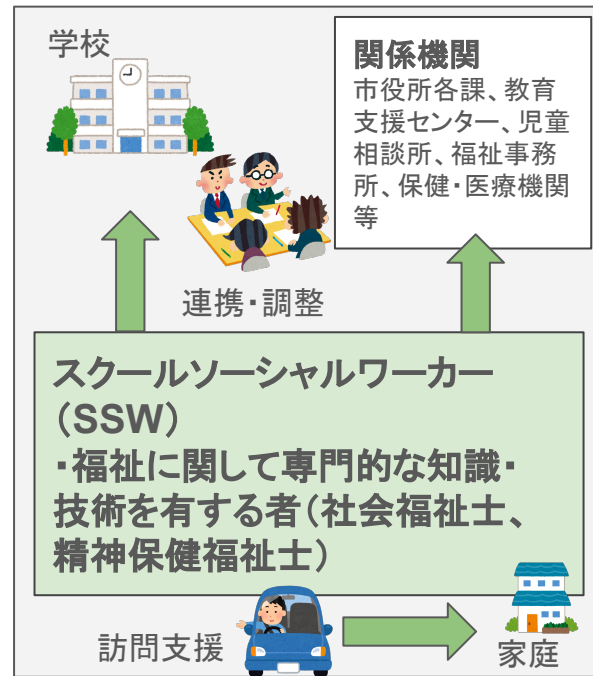 学校
関係機関
市役所各課、教育
支援センター、児童
相談所、福祉事務
所、保健・医療機関
等
連携・調整
スクールソーシャルワーカー
（SSW）
・福祉に関して専門的な知識・
技術を有する者（社会福祉士、
精神保健福祉士）
訪問支援
家庭